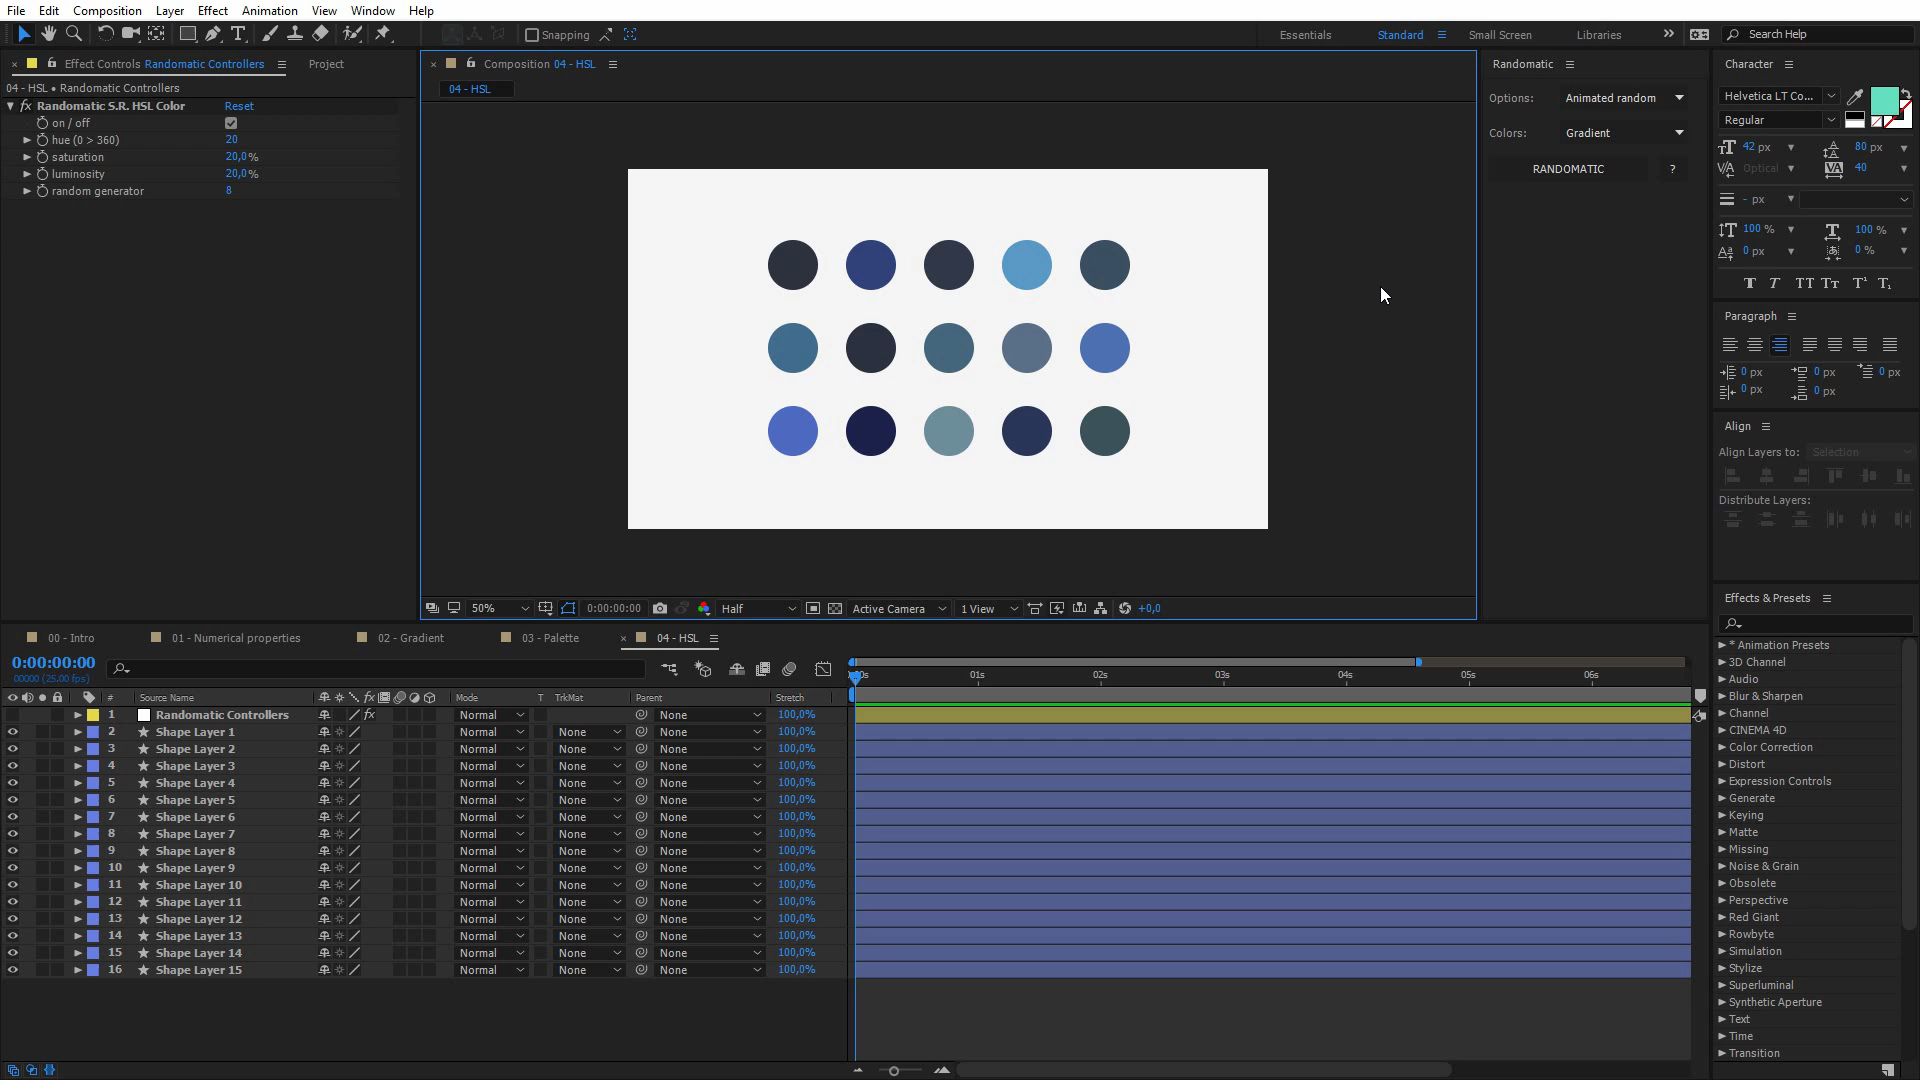 File Edit Composition Layer Effect Animation View Window Help
Snapping Essentials Standard Small Screen Libraries » Search Help
× Effect Controls Randomatic Controllers Project
04 - HSL • Randomatic Controllers
fx Randomatic S.R. HSL Color Reset
on / off
hue (0 > 360) 20
saturation 20,0%
luminosity 20,0%
random generator 8
× Composition 04 - HSL
04 - HSL
50% 0:00:00:00 Half Active Camera 1 View +0,0
Randomatic
Options: Animated random
Colors: Gradient
RANDOMATIC ?
Character
Helvetica LT Co...
Regular
42 px 80 px
Optical 40
- px
100 % 100 %
0 px 0 %
T T TT Tт T¹ T₁
Paragraph
0 px 0 px 0 px
0 px 0 px
Align
Align Layers to: Selection
Distribute Layers:
Effects & Presets
* Animation Presets
3D Channel
Audio
Blur & Sharpen
Channel
CINEMA 4D
Color Correction
Distort
Expression Controls
Generate
Keying
Matte
Missing
Noise & Grain
Obsolete
Perspective
Red Giant
Rowbyte
Simulation
Stylize
Superluminal
Synthetic Aperture
Text
Time
Transition
00 - Intro 01 - Numerical properties 02 - Gradient 03 - Palette × 04 - HSL
0:00:00:00
00000 (25.00 fps)
# Source Name fx Mode T TrkMat Parent Stretch
01s 02s 03s 04s 05s 06s
1 Randomatic Controllers fx Normal None 100,0%
2 Shape Layer 1 Normal None None 100,0%
3 Shape Layer 2 Normal None None 100,0%
4 Shape Layer 3 Normal None None 100,0%
5 Shape Layer 4 Normal None None 100,0%
6 Shape Layer 5 Normal None None 100,0%
7 Shape Layer 6 Normal None None 100,0%
8 Shape Layer 7 Normal None None 100,0%
9 Shape Layer 8 Normal None None 100,0%
10 Shape Layer 9 Normal None None 100,0%
11 Shape Layer 10 Normal None None 100,0%
12 Shape Layer 11 Normal None None 100,0%
13 Shape Layer 12 Normal None None 100,0%
14 Shape Layer 13 Normal None None 100,0%
15 Shape Layer 14 Normal None None 100,0%
16 Shape Layer 15 Normal None None 100,0%